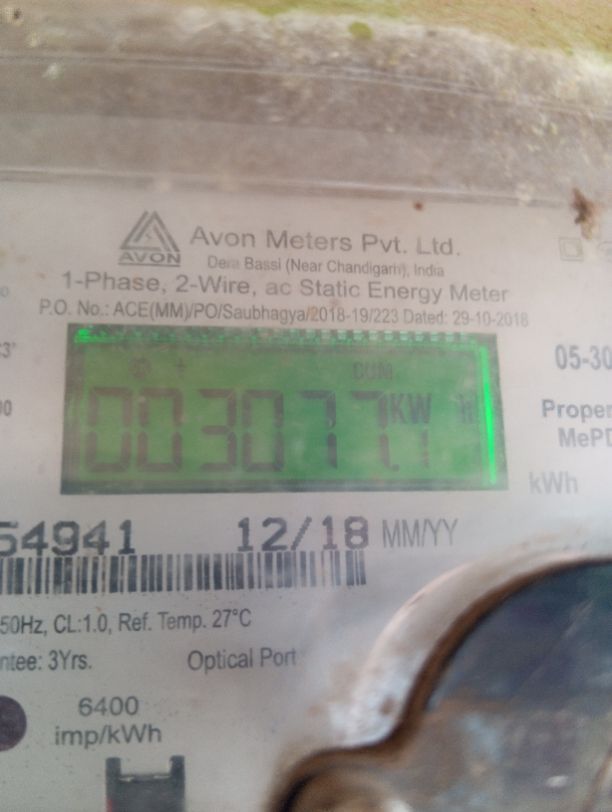 AVON
Avon Meters Pvt. Ltd.
Dera Bassi (Near Chandigarh), India
1-Phase, 2-Wire, ac Static Energy Meter
P.O. No.: ACE(MM)/PO/Saubhagya/2018-19/223 Dated: 29-10-2018
CUM
003077.1 KW h
05-30
Proper
MePD
kWh
54941 12/18 MM/YY
50Hz, CL:1.0, Ref. Temp. 27°C
ntee: 3Yrs. Optical Port
6400
imp/kWh